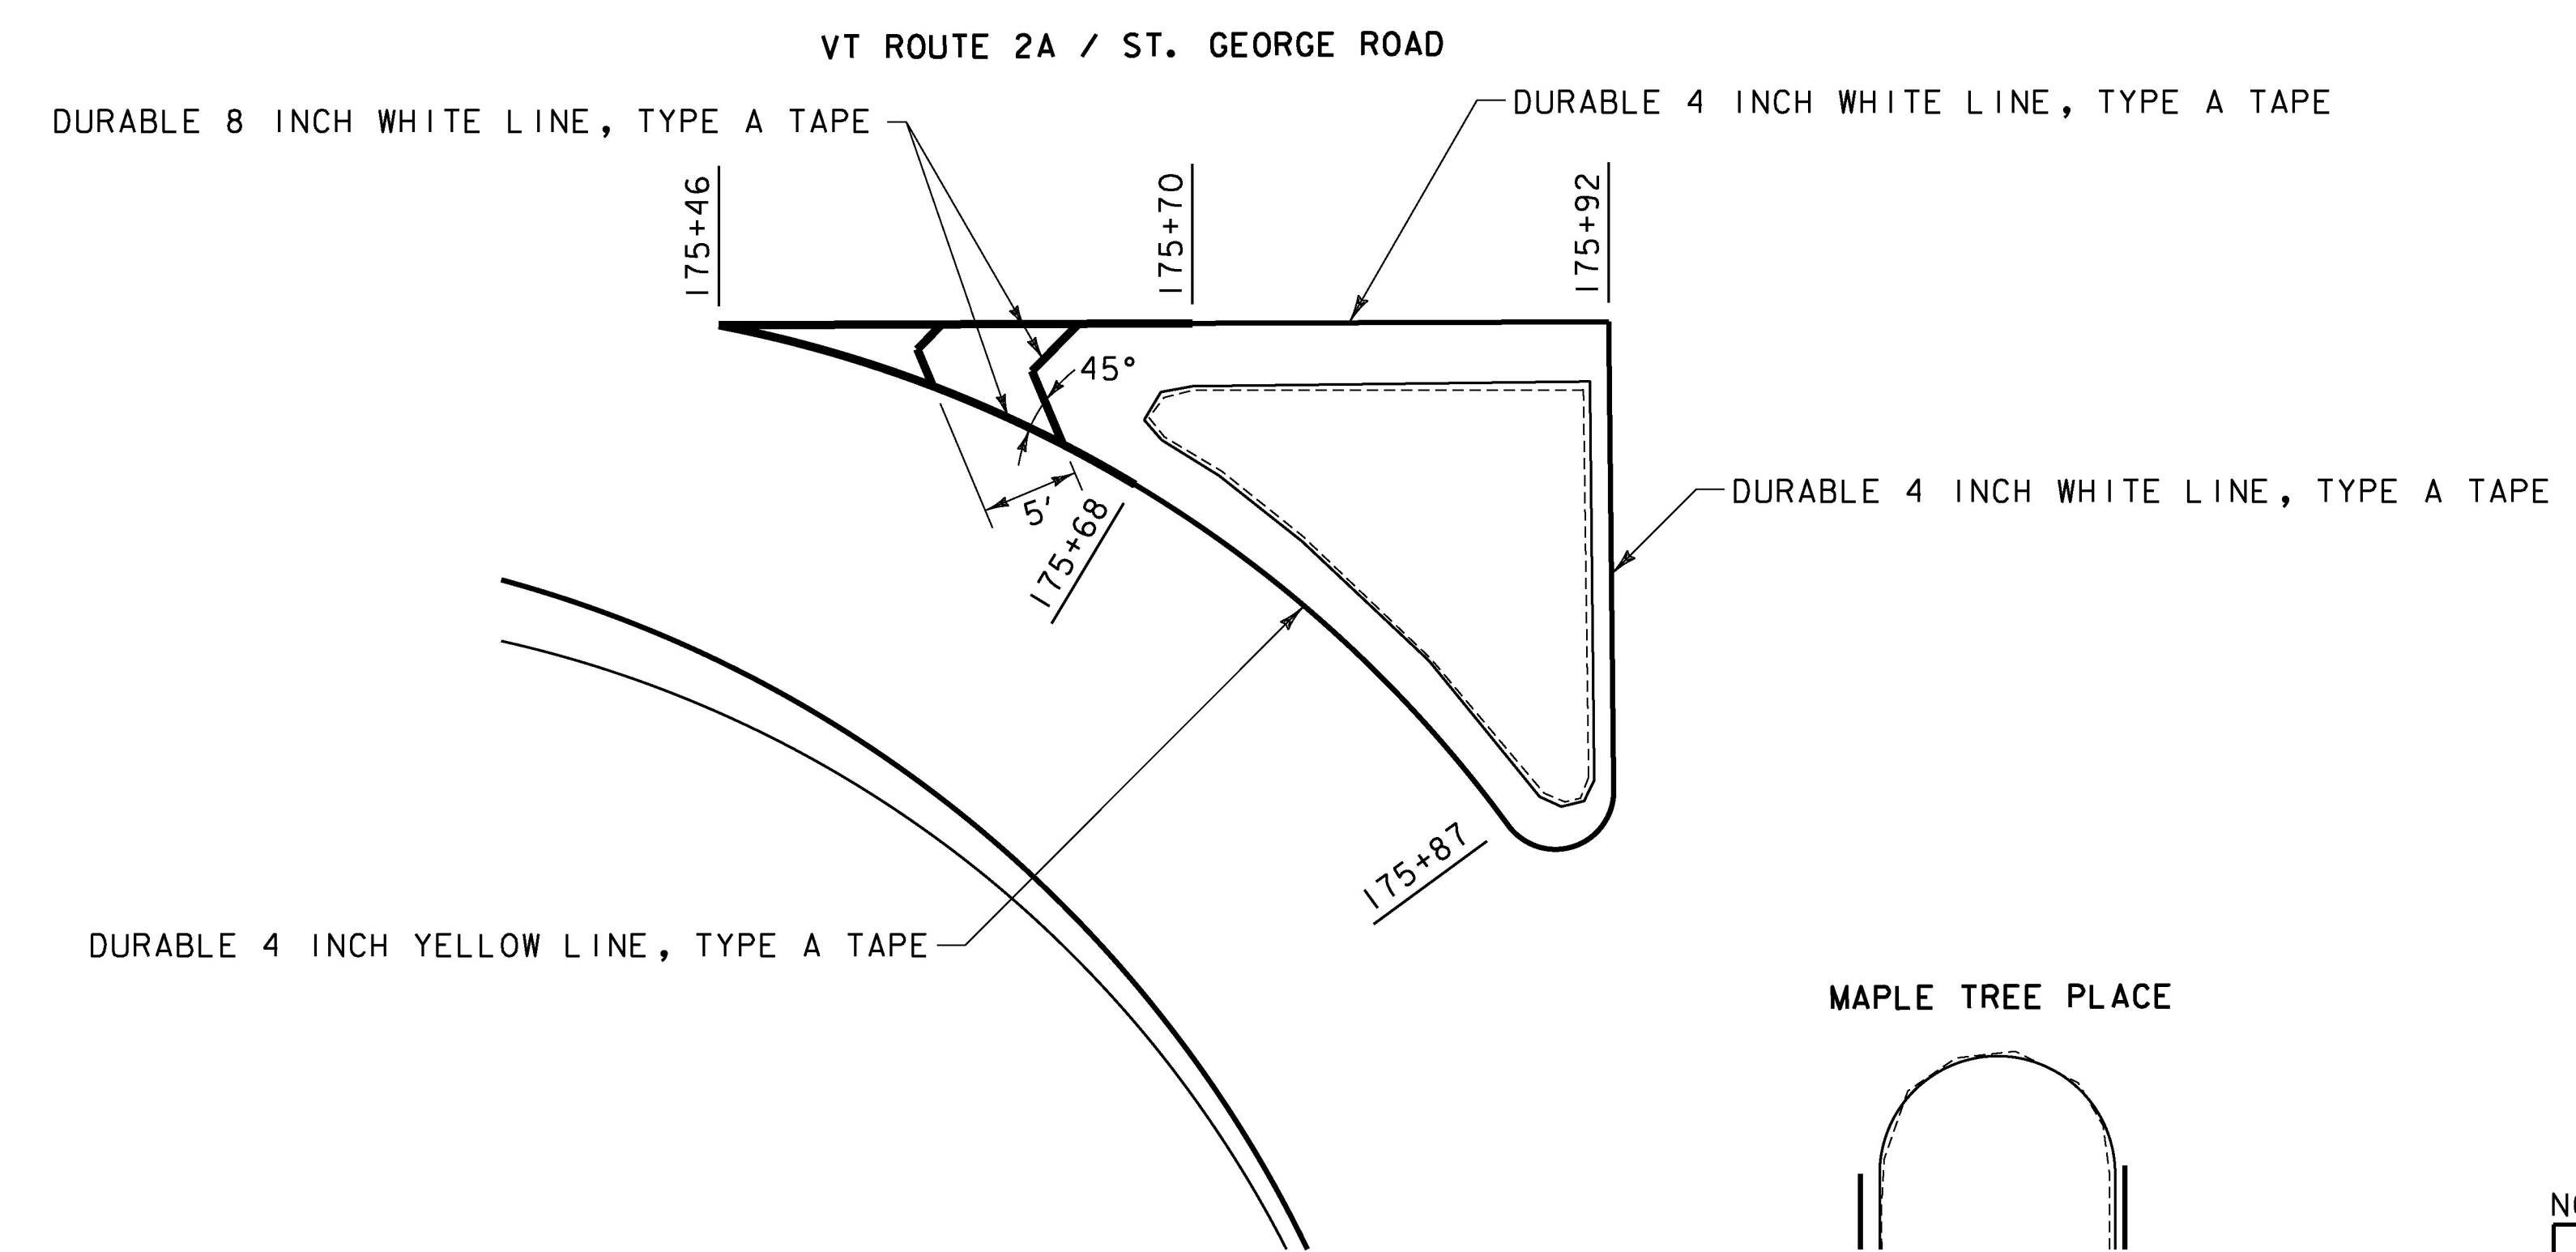 VT ROUTE 2A / ST. GEORGE ROAD
DURABLE 8 INCH WHITE LINE, TYPE A TAPE
DURABLE 4 INCH WHITE LINE, TYPE A TAPE
175+46
175+70
175+92
45°
5'
175+68
DURABLE 4 INCH WHITE LINE, TYPE A TAPE
175+87
DURABLE 4 INCH YELLOW LINE, TYPE A TAPE
MAPLE TREE PLACE